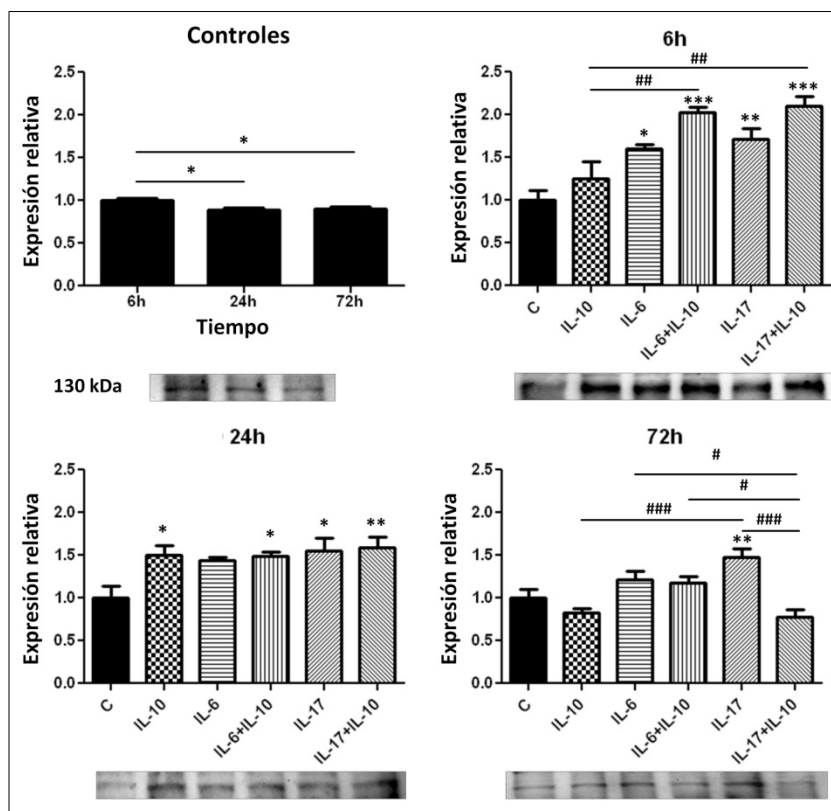 Controles
Expresión relativa
2.5
2.0
1.5
1.0
0.5
0.0
*
*
6h
24h
72h
Tiempo
130 kDa
6h
Expresión relativa
2.5
2.0
1.5
1.0
0.5
0.0
##
##
*
***
**
***
C
IL-10
IL-6
IL-6+IL-10
IL-17
IL-17+IL-10
24h
Expresión relativa
2.5
2.0
1.5
1.0
0.5
0.0
*
*
*
**
C
IL-10
IL-6
IL-6+IL-10
IL-17
IL-17+IL-10
72h
Expresión relativa
2.5
2.0
1.5
1.0
0.5
0.0
#
#
###
###
**
C
IL-10
IL-6
IL-6+IL-10
IL-17
IL-17+IL-10